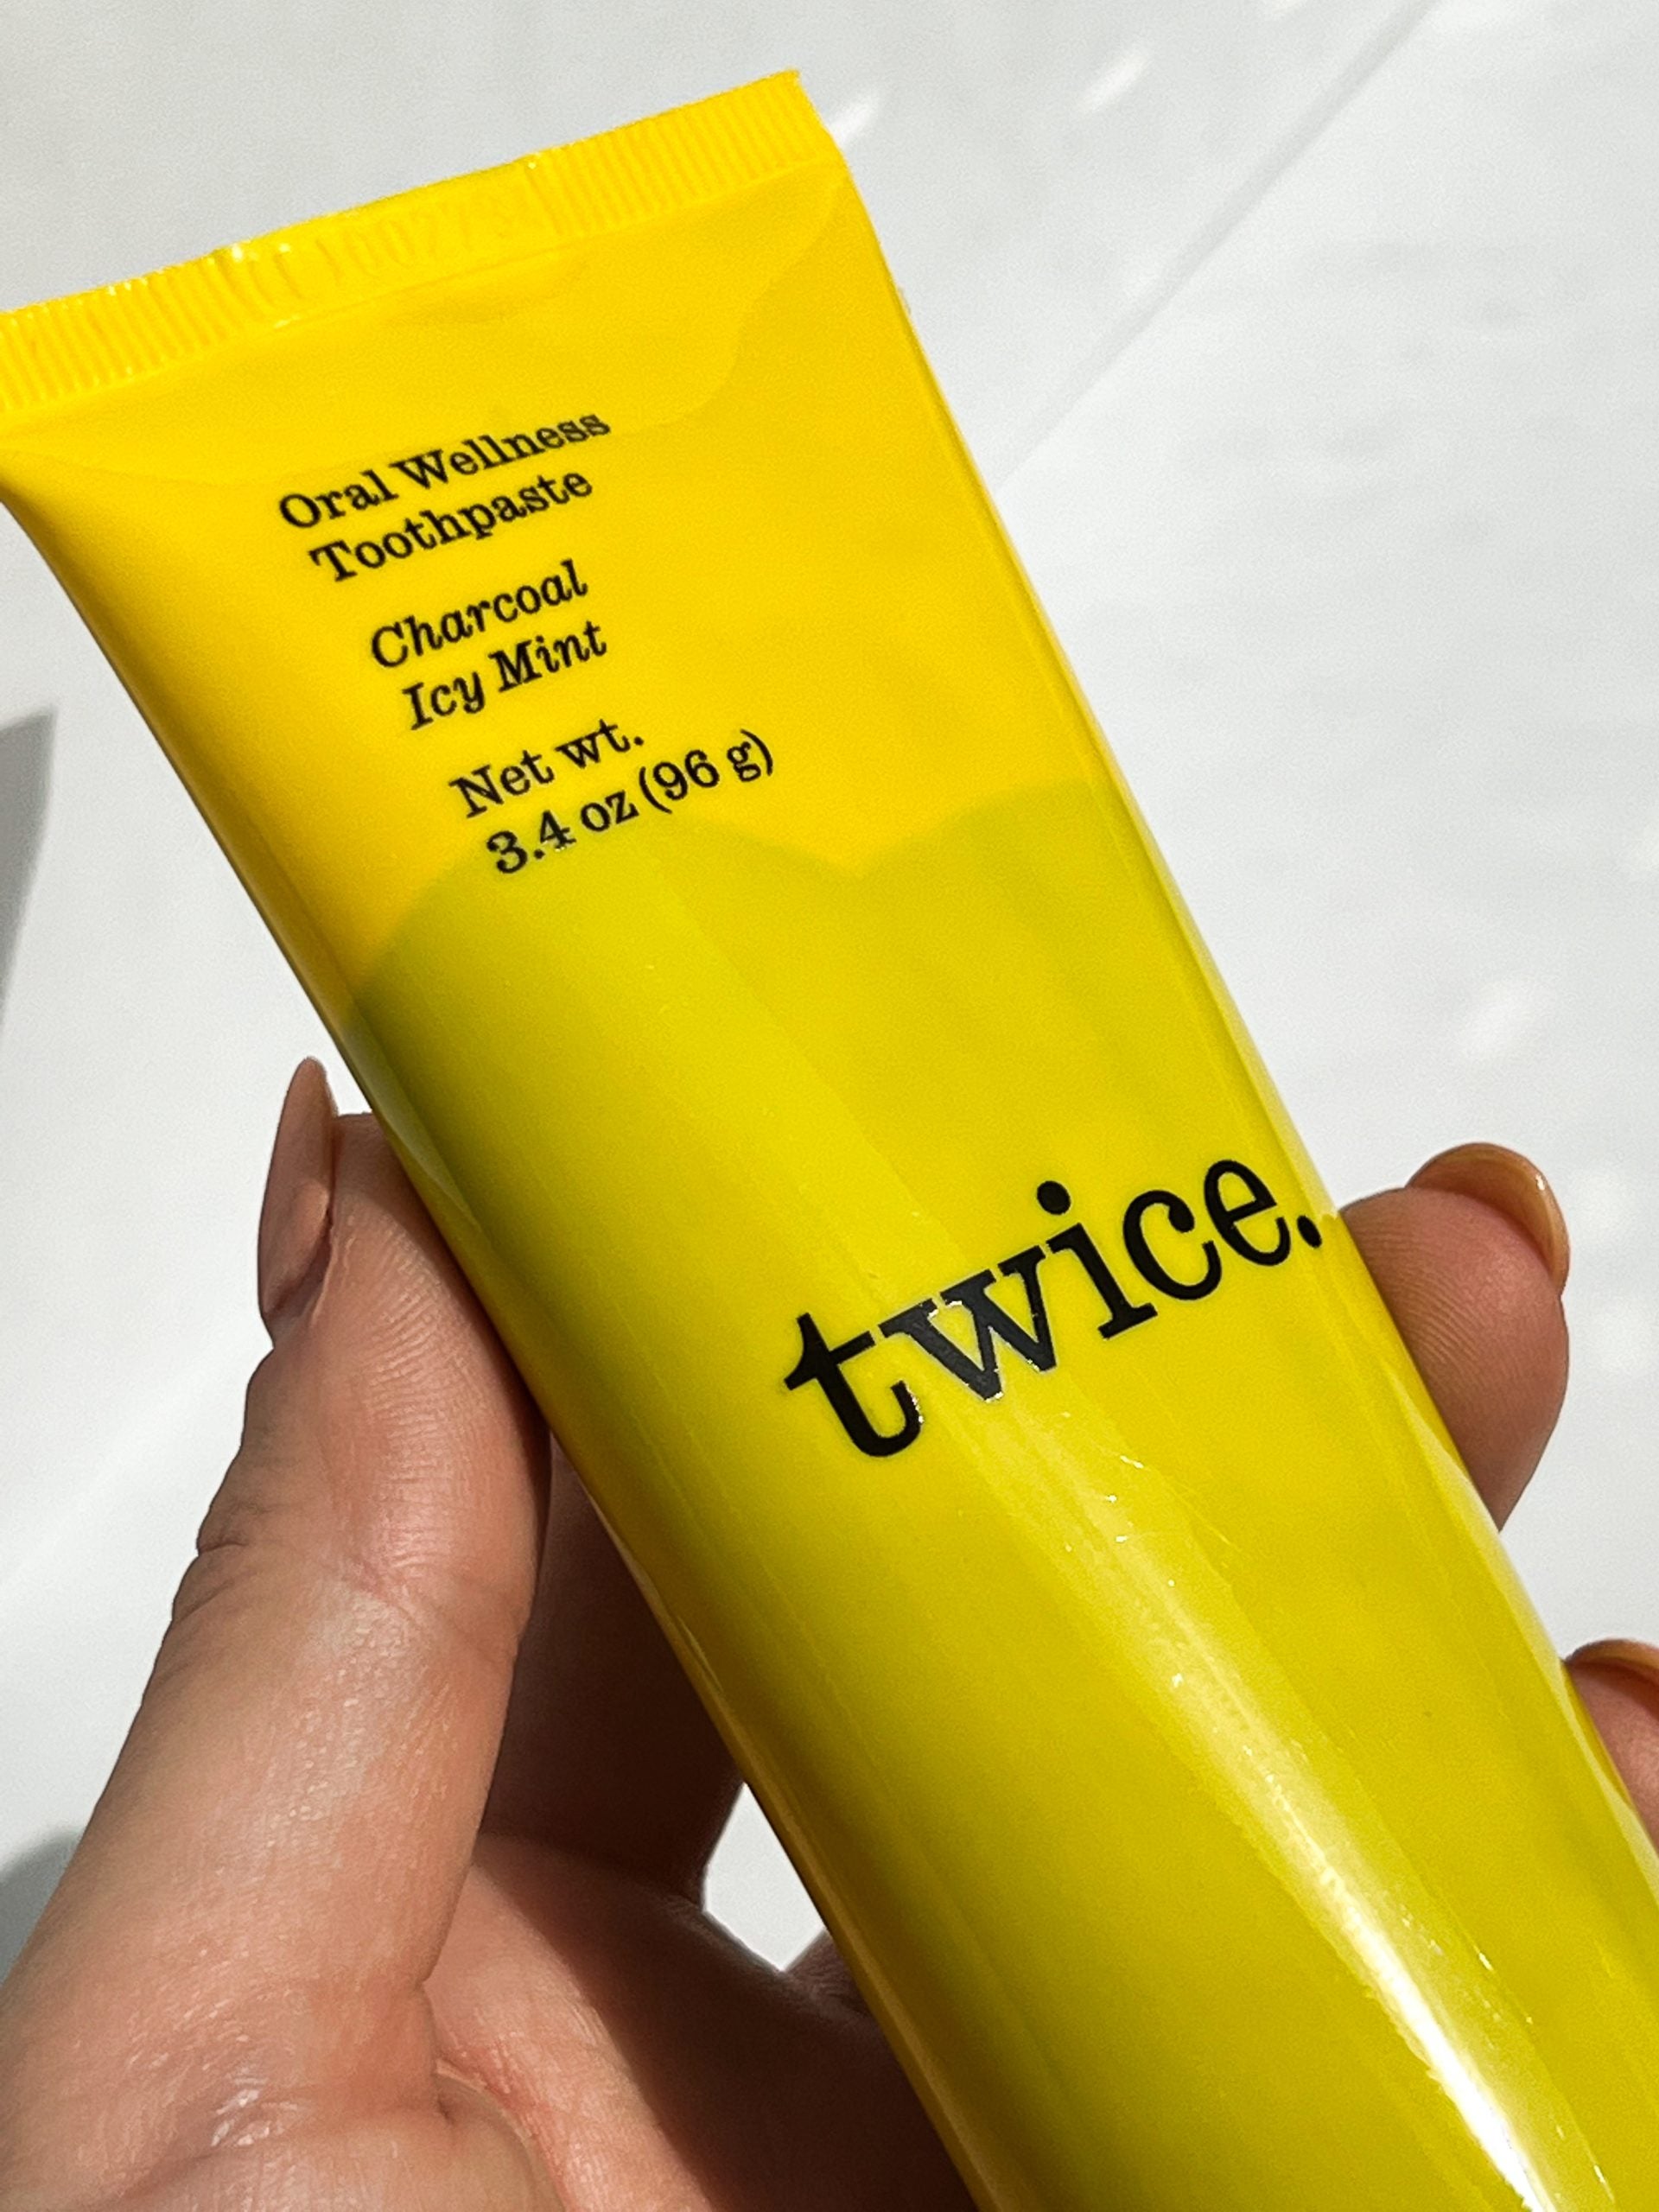 Oral Wellness
Toothpaste
Charcoal
Icy Mint
Net wt.
3.4 oz (96 g)
twice.